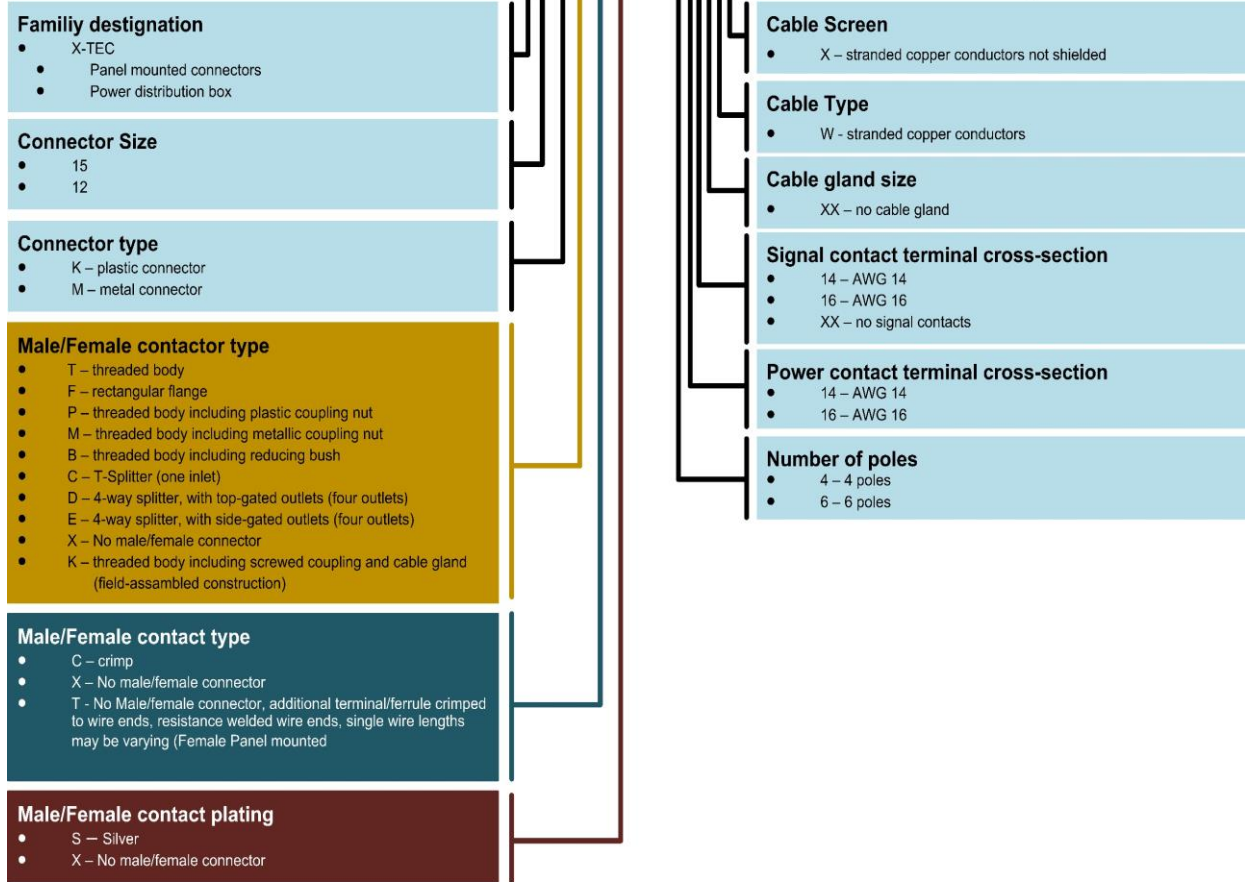 Familiy destignation
● X-TEC
● Panel mounted connectors
● Power distribution box
Connector Size
● 15
● 12
Connector type
● K – plastic connector
● M – metal connector
Male/Female contactor type
● T – threaded body
● F – rectangular flange
● P – threaded body including plastic coupling nut
● M – threaded body including metallic coupling nut
● B – threaded body including reducing bush
● C – T-Splitter (one inlet)
● D – 4-way splitter, with top-gated outlets (four outlets)
● E – 4-way splitter, with side-gated outlets (four outlets)
● X – No male/female connector
● K – threaded body including screwed coupling and cable gland
(field-assambled construction)
Male/Female contact type
● C – crimp
● X – No male/female connector
● T - No Male/female connector, additional terminal/ferrule crimped
to wire ends, resistance welded wire ends, single wire lengths
may be varying (Female Panel mounted
Male/Female contact plating
● S – Silver
● X – No male/female connector
Cable Screen
● X – stranded copper conductors not shielded
Cable Type
● W - stranded copper conductors
Cable gland size
● XX – no cable gland
Signal contact terminal cross-section
● 14 – AWG 14
● 16 – AWG 16
● XX – no signal contacts
Power contact terminal cross-section
● 14 – AWG 14
● 16 – AWG 16
Number of poles
● 4 – 4 poles
● 6 – 6 poles